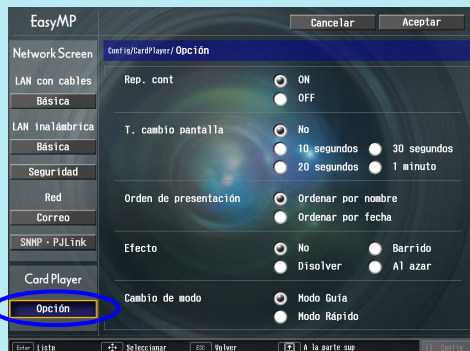 EasyMP
Cancelar Aceptar
Network Screen
Config/CardPlayer/Opción
LAN con cables
Básica
LAN inalámbrica
Básica
Seguridad
Red
Correo
SNMP・PJLink
Card Player
Opción
Rep. cont
ON
OFF
T. cambio pantalla
No
10 segundos 30 segundos
20 segundos 1 minuto
Orden de presentación
Ordenar por nombre
Ordenar por fecha
Efecto
No Barrido
Disolver Al azar
Cambio de modo
Modo Guía
Modo Rápido
Enter Listo Seleccionar ESC Volver A la parte sup